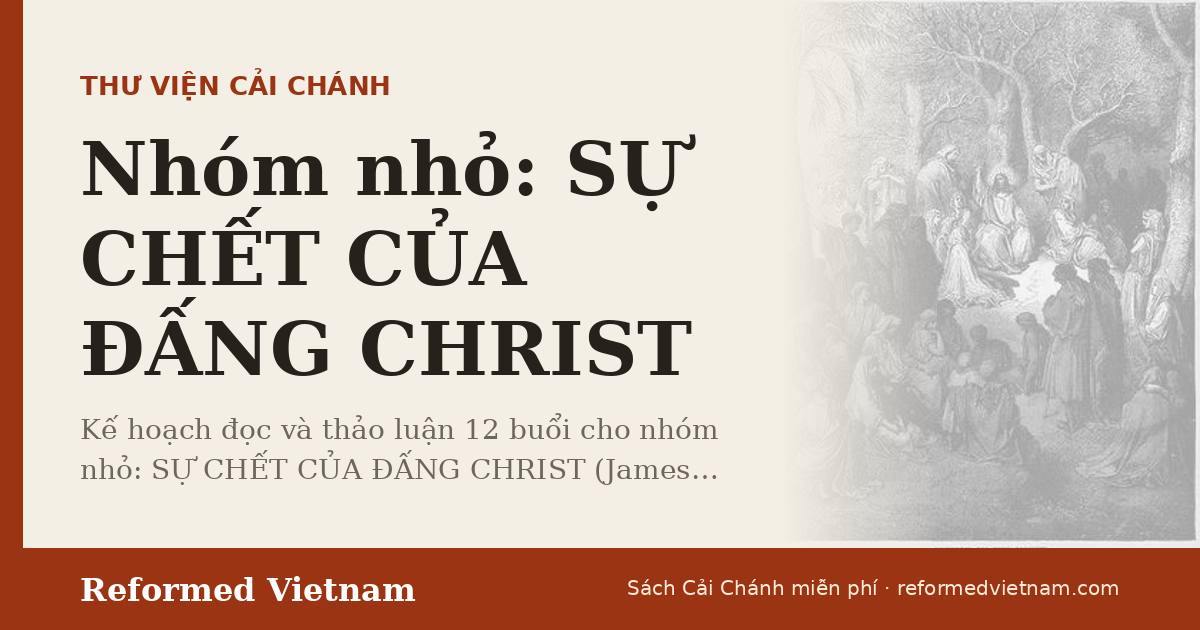 THƯ VIỆN CẢI CHÁNH
Nhóm nhỏ: SỰ
CHẾT CỦA
ĐẤNG CHRIST
Kế hoạch đọc và thảo luận 12 buổi cho nhóm
nhỏ: SỰ CHẾT CỦA ĐẤNG CHRIST (James…
Reformed Vietnam
Sách Cải Chánh miễn phí · reformedvietnam.com